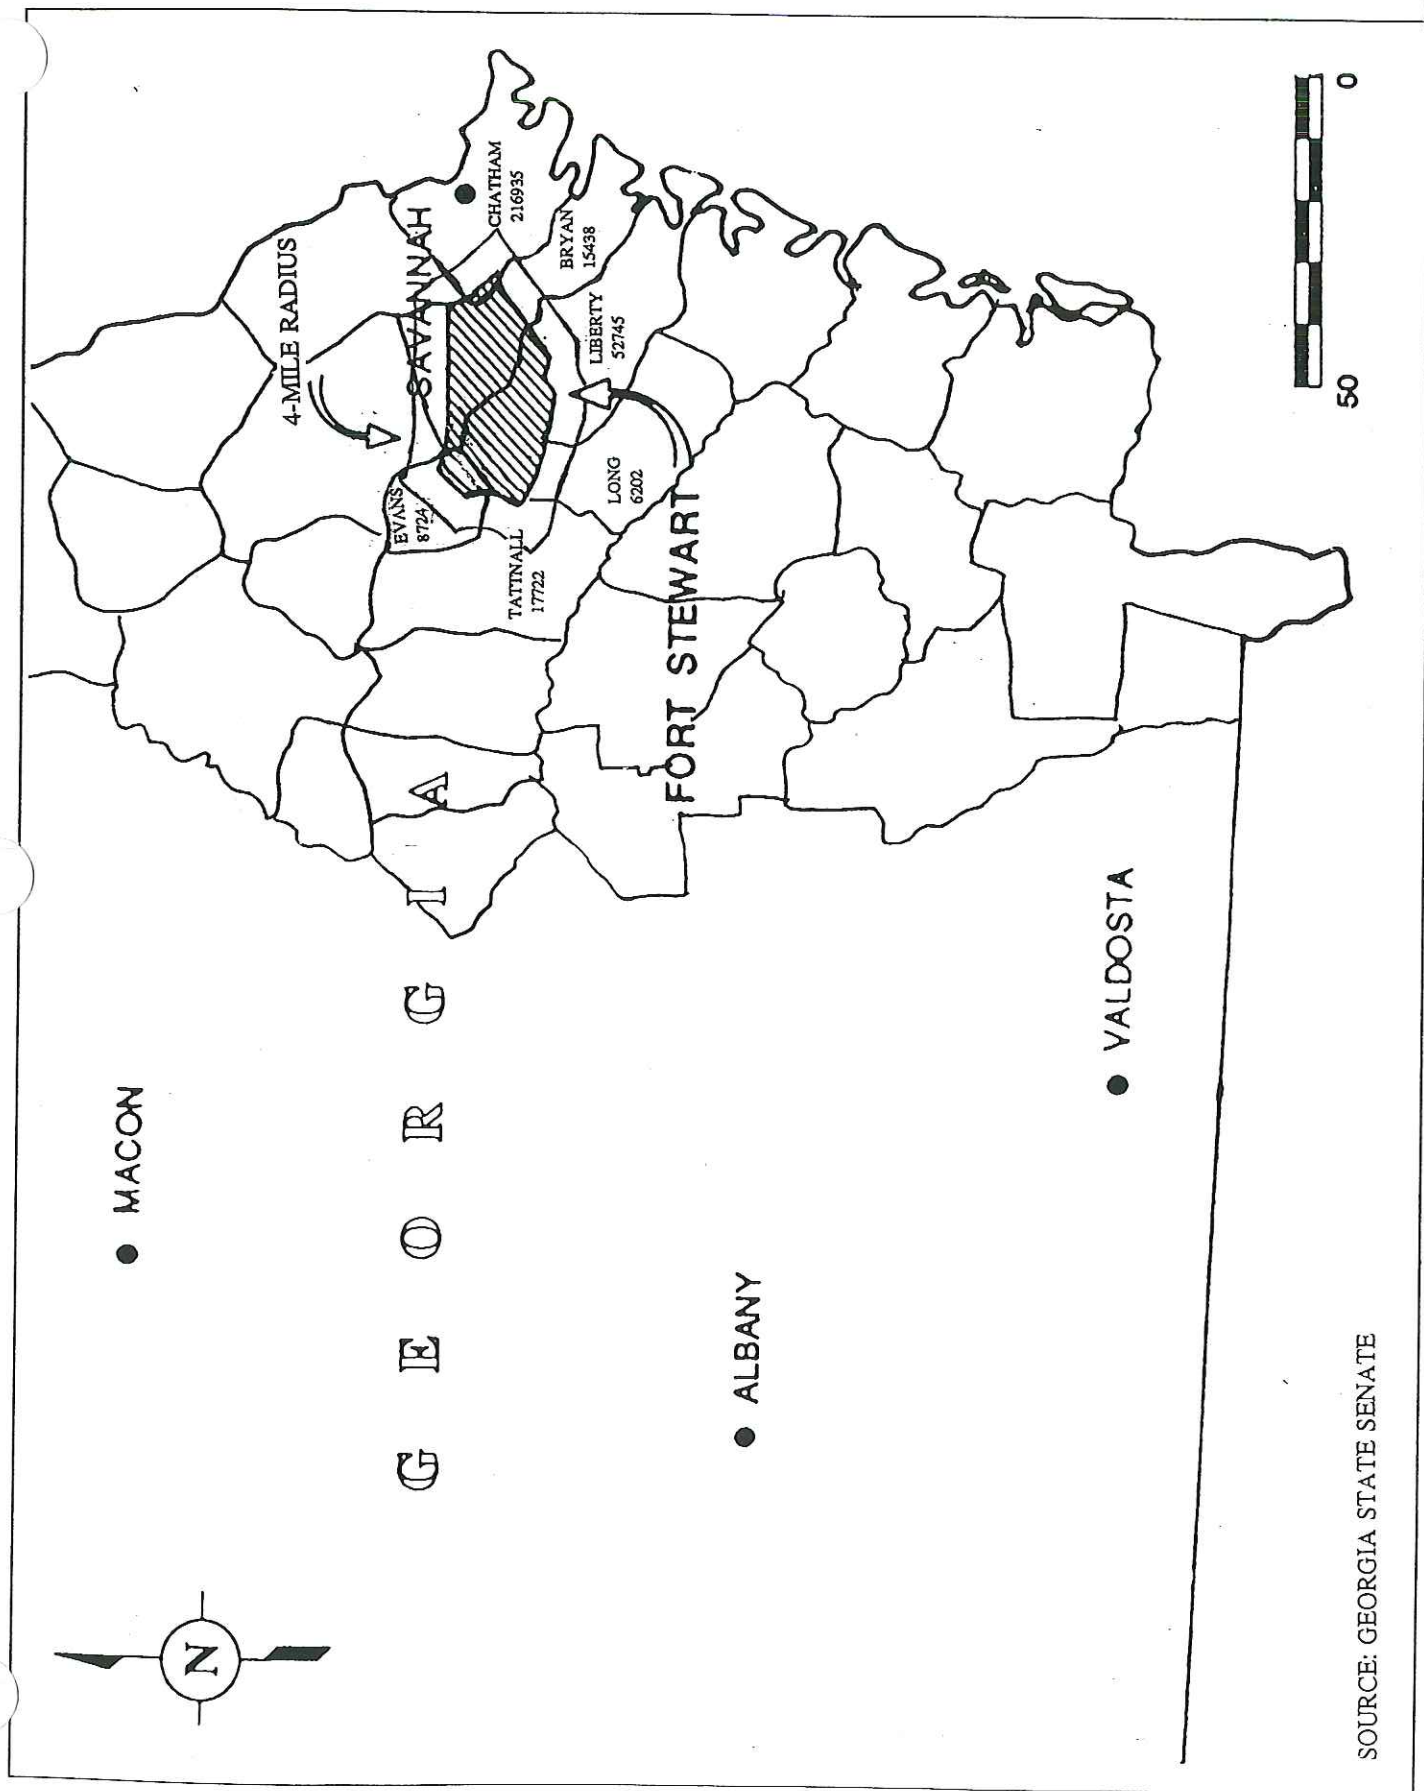 N
MACON
GEORGIA
ALBANY
VALDOSTA
4-MILE RADIUS
SAVANNAH
CHATHAM
216935
BRYAN
15438
LIBERTY
52745
EVANS
8724
LONG
6202
TATTNALL
17722
FORT STEWART
50
0
SOURCE: GEORGIA STATE SENATE